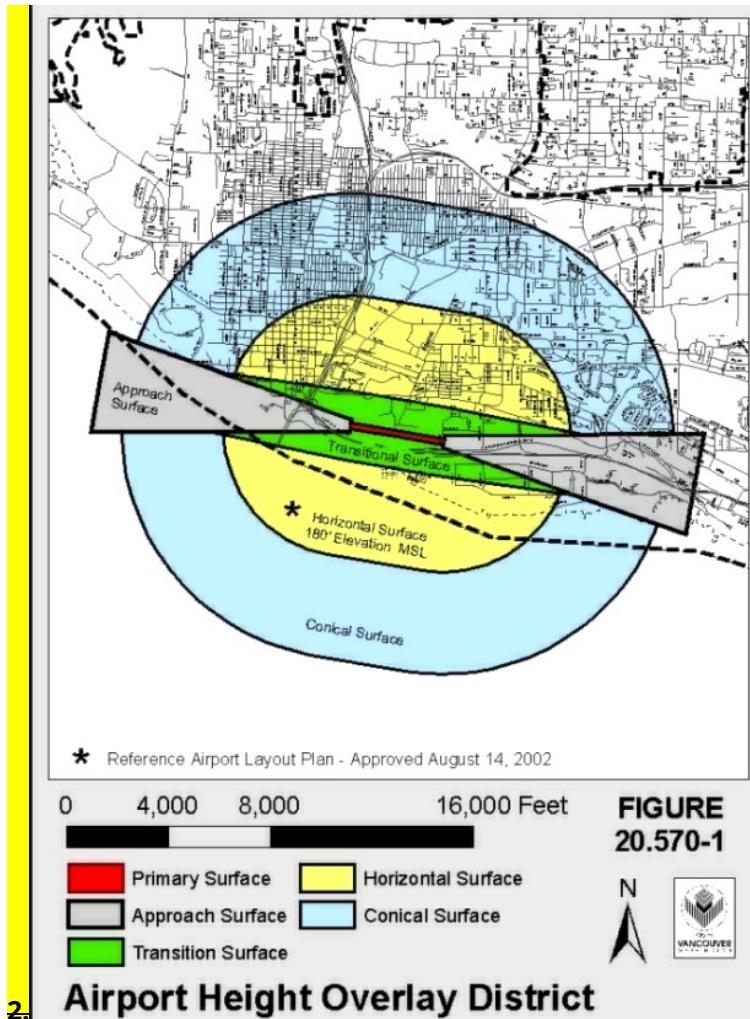 Approach
Surface
Transitional Surface
* Horizontal Surface
180' Elevation MSL
Conical Surface
* Reference Airport Layout Plan - Approved August 14, 2002
0 4,000 8,000 16,000 Feet
FIGURE
20.570-1
Primary Surface
Horizontal Surface
Approach Surface
Conical Surface
Transition Surface
N
VANCOUVER
Airport Height Overlay District
2.